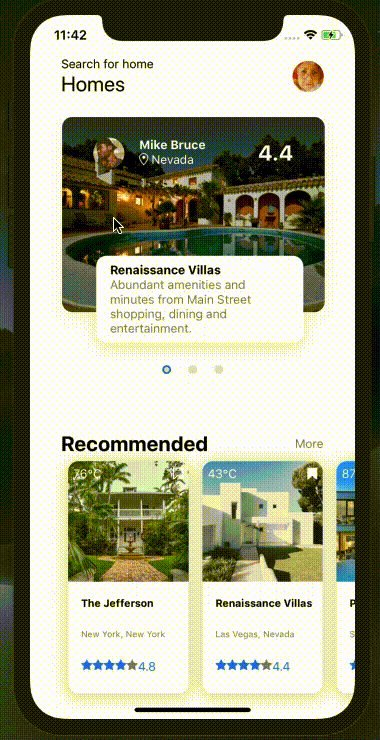 11:42
Search for home
Homes
Mike Bruce
Nevada
4.4
Renaissance Villas
Abundant amenities and
minutes from Main Street
shopping, dining and
entertainment.
Recommended
More
76°C
43°C
87
The Jefferson
Renaissance Villas
P
New York, New York
Las Vegas, Nevada
S
4.8
4.4